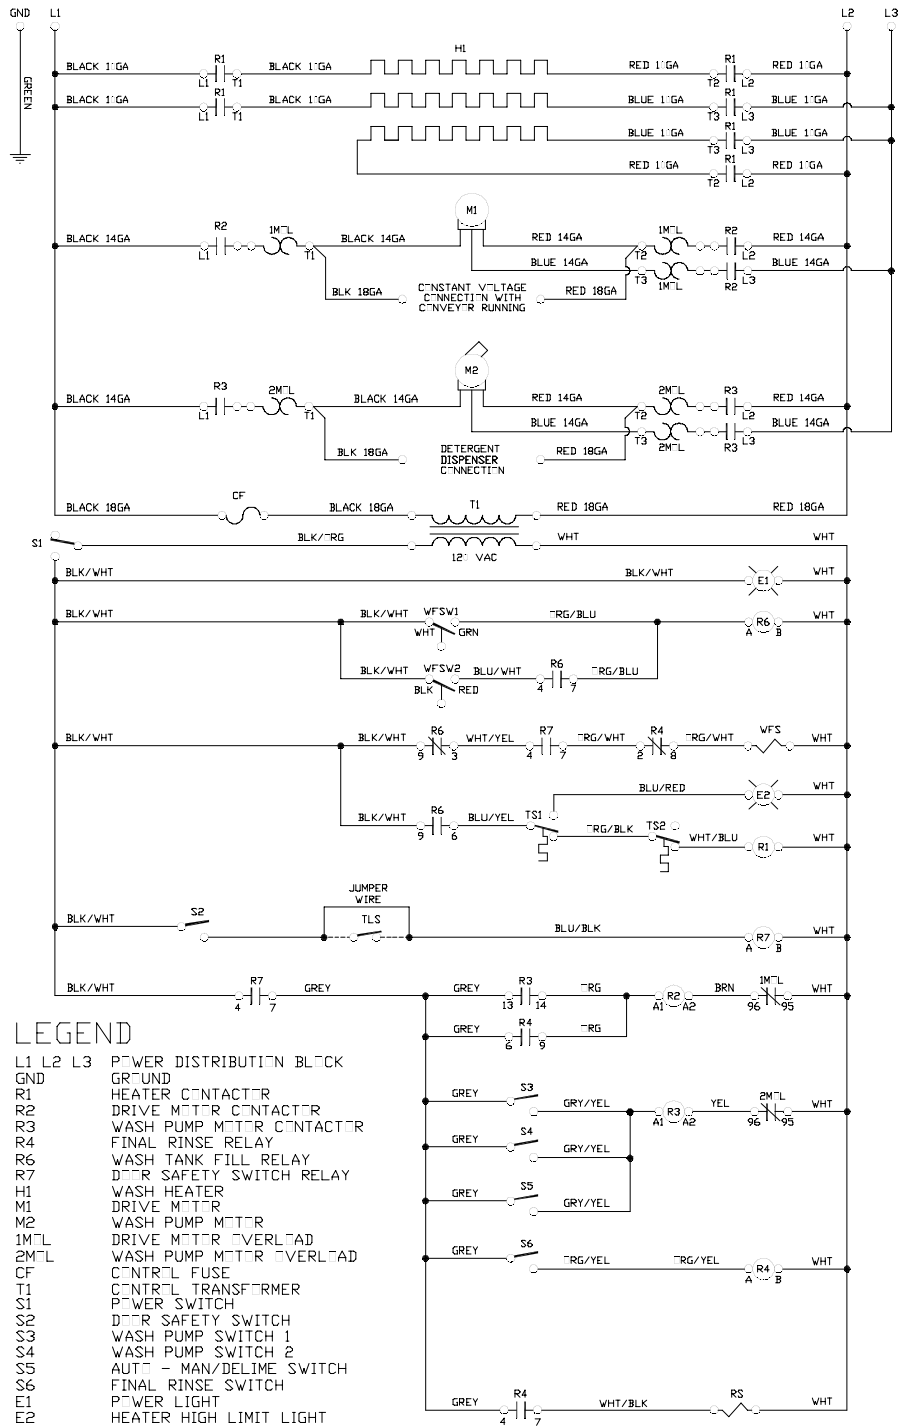 GND L1 L2 L3
GREEN
H1
BLACK 10GA R1 BLACK 10GA RED 10GA R1 RED 10GA
L1 T1 T2 L2
BLACK 10GA R1 BLACK 10GA BLUE 10GA R1 BLUE 10GA
L1 T1 T3 L3
BLUE 10GA R1 BLUE 10GA
T3 L3
RED 10GA R1 RED 10GA
T2 L2
M1
BLACK 14GA R2 1MOL BLACK 14GA RED 14GA 1MOL R2 RED 14GA
L1 T1 T2 L2
BLUE 14GA BLUE 14GA
T3 1MOL R2 L3
BLK 18GA CONSTANT VOLTAGE RED 18GA
CONNECTION WITH
CONVEYOR RUNNING
M2
BLACK 14GA R3 2MOL BLACK 14GA RED 14GA 2MOL R3 RED 14GA
L1 T1 T2 L2
BLUE 14GA BLUE 14GA
T3 2MOL R3 L3
BLK 18GA DETERGENT RED 18GA
DISPENSER
CONNECTION
CF T1
BLACK 18GA BLACK 18GA RED 18GA RED 18GA
S1 BLK/ORG WHT WHT
120 VAC
BLK/WHT BLK/WHT E1 WHT
BLK/WHT BLK/WHT WFSW1 ORG/BLU R6 WHT
WHT GRN A B
BLK/WHT WFSW2 BLU/WHT R6 ORG/BLU
BLK RED 4 7
BLK/WHT BLK/WHT R6 WHT/YEL R7 ORG/WHT R4 ORG/WHT WFS WHT
9 3 4 7 2 8
BLU/RED E2 WHT
BLK/WHT R6 BLU/YEL TS1 ORG/BLK TS2 WHT/BLU R1 WHT
9 6
JUMPER
WIRE
BLK/WHT S2 TLS BLU/BLK R7 WHT
A B
BLK/WHT R7 GREY GREY R3 ORG R2 BRN 1MOL WHT
4 7 13 14 A1 A2 96 95
GREY R4 ORG
6 9
GREY S3 GRY/YEL R3 YEL 2MOL WHT
A1 A2 96 95
GREY S4 GRY/YEL
GREY S5 GRY/YEL
GREY S6 ORG/YEL ORG/YEL R4 WHT
A B
GREY R4 WHT/BLK RS WHT
4 7
LEGEND
L1 L2 L3 POWER DISTRIBUTION BLOCK
GND GROUND
R1 HEATER CONTACTOR
R2 DRIVE MOTOR CONTACTOR
R3 WASH PUMP MOTOR CONTACTOR
R4 FINAL RINSE RELAY
R6 WASH TANK FILL RELAY
R7 DOOR SAFETY SWITCH RELAY
H1 WASH HEATER
M1 DRIVE MOTOR
M2 WASH PUMP MOTOR
1MOL DRIVE MOTOR OVERLOAD
2MOL WASH PUMP MOTOR OVERLOAD
CF CONTROL FUSE
T1 CONTROL TRANSFORMER
S1 POWER SWITCH
S2 DOOR SAFETY SWITCH
S3 WASH PUMP SWITCH 1
S4 WASH PUMP SWITCH 2
S5 AUTO - MAN/DELIME SWITCH
S6 FINAL RINSE SWITCH
E1 POWER LIGHT
E2 HEATER HIGH LIMIT LIGHT